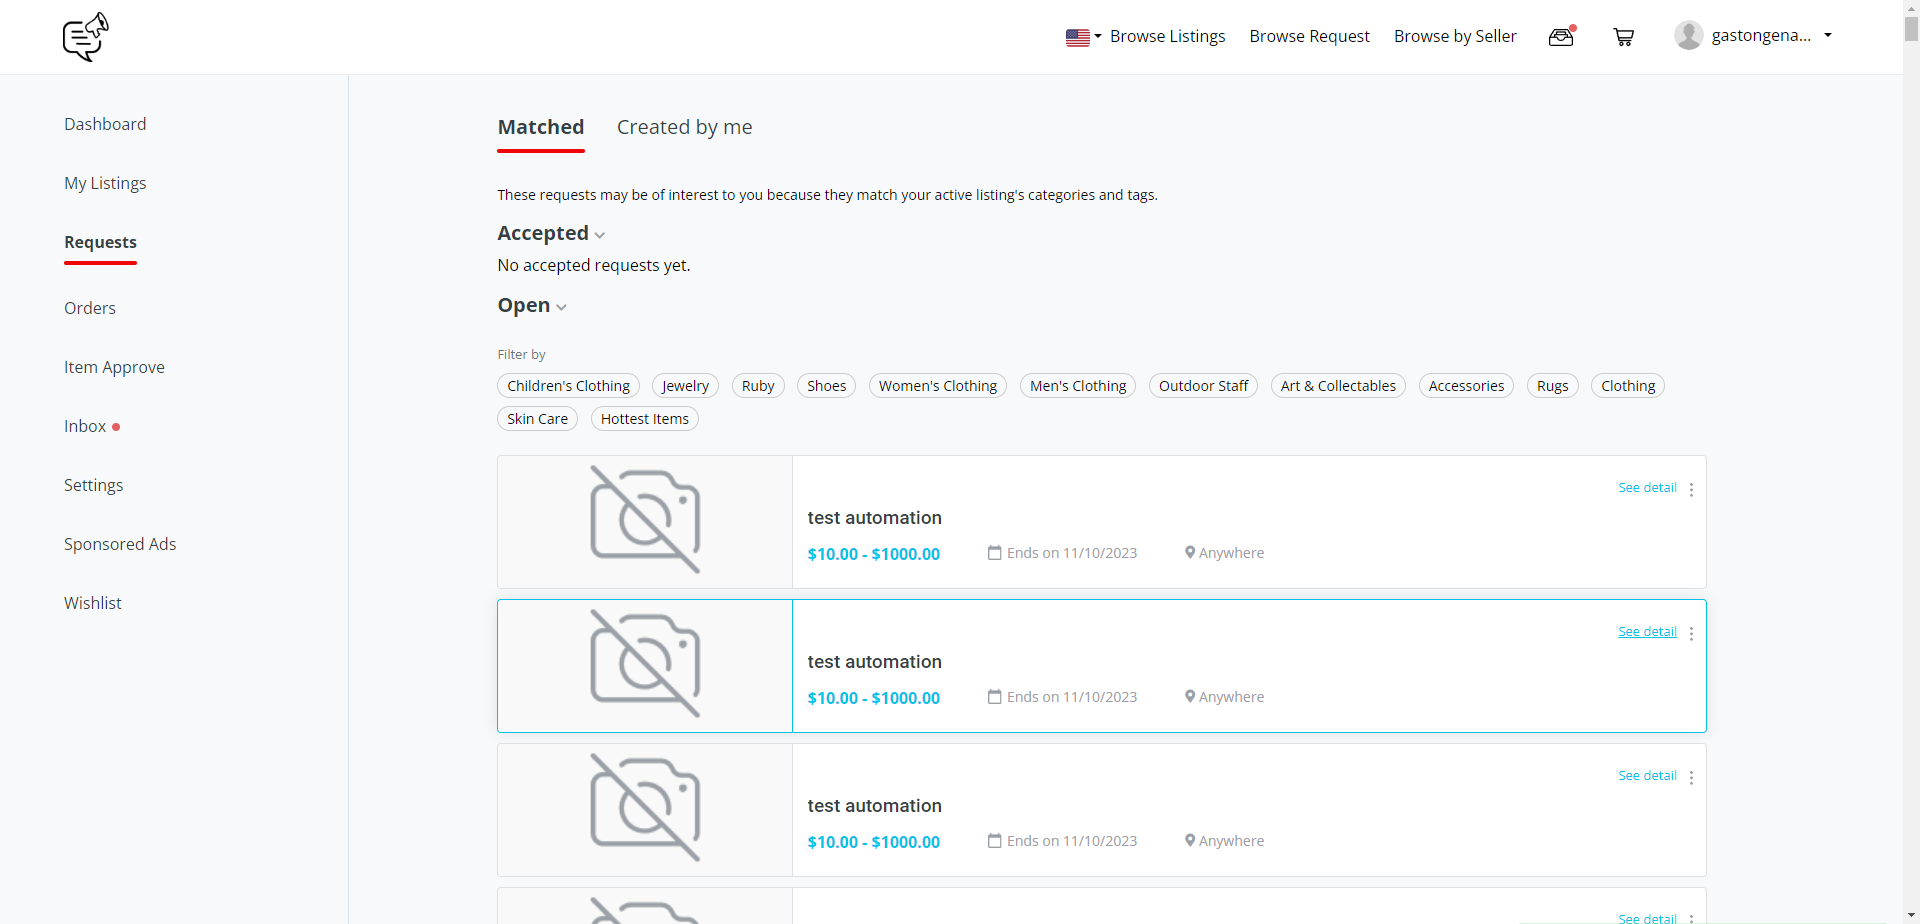 Browse Listings Browse Request Browse by Seller gastongena...
Dashboard
My Listings
Requests
Orders
Item Approve
Inbox
Settings
Sponsored Ads
Wishlist
Matched Created by me
These requests may be of interest to you because they match your active listing's categories and tags.
Accepted
No accepted requests yet.
Open
Filter by
Children's Clothing Jewelry Ruby Shoes Women's Clothing Men's Clothing Outdoor Staff Art & Collectables Accessories Rugs Clothing
Skin Care Hottest Items
See detail
test automation
$10.00 - $1000.00 Ends on 11/10/2023 Anywhere
See detail
test automation
$10.00 - $1000.00 Ends on 11/10/2023 Anywhere
See detail
test automation
$10.00 - $1000.00 Ends on 11/10/2023 Anywhere
See detail